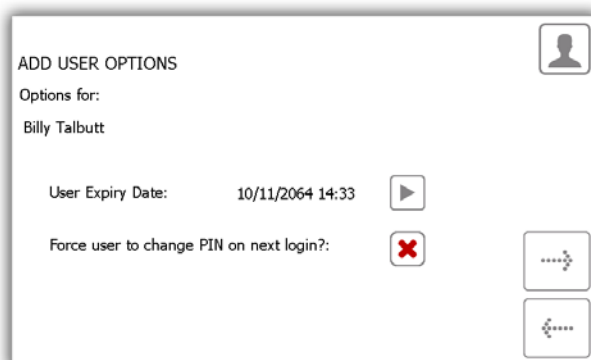 ADD USER OPTIONS
Options for:
Billy Talbutt
User Expiry Date: 10/11/2064 14:33
Force user to change PIN on next login?: